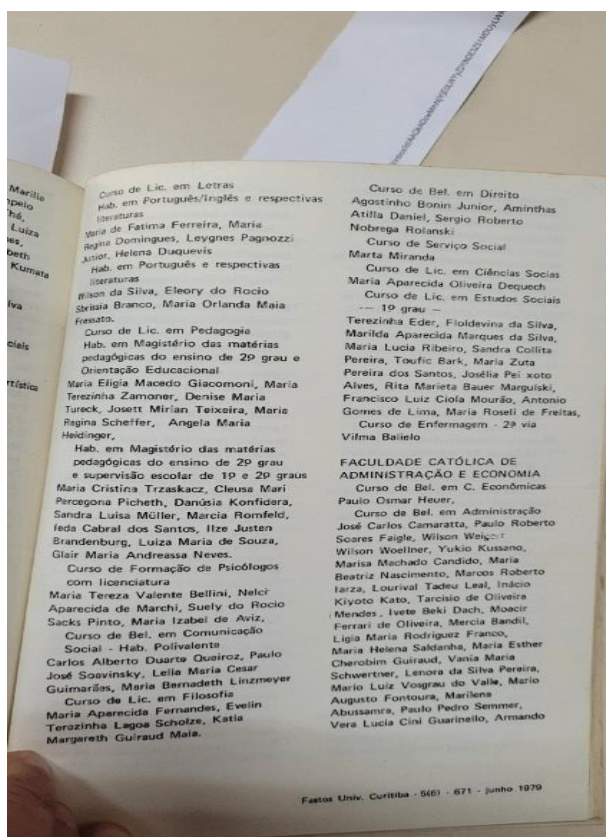 Marilia
mpeio
Luiza
beth
Kumata
lva
ciais
rtística
Curso de Lic. em Letras
Hab. em Português/Inglês e respectivas
literaturas
Maria de Fatima Ferreira, Maria
Regina Domingues, Leygnes Pagnozzi
Junior, Helena Duquevis
Hab. em Português e respectivas
literaturas
Wilson da Silva, Eleory do Rocio
Sbrissia Branco, Maria Orlanda Maia
Fressato.
Curso de Lic. em Pedagogia
Hab. em Magistério das matérias
pedagógicas do ensino de 2º grau e
Orientação Educacional
Maria Eligia Macedo Giacomoni, Maria
Terezinha Zamoner, Denise Maria
Tureck, Josett Mirian Teixeira, Maria
Regina Scheffer, Angela Maria
Heidinger,
Hab. em Magistério das matérias
pedagógicas do ensino de 2º grau
e supervisão escolar de 1º e 2º graus
Maria Cristina Trzaskacz, Cleusa Mari
Percegona Picheth, Danúsia Konfidera,
Sandra Luisa Müller, Marcia Romfeld,
Ieda Cabral dos Santos, Ilze Justen
Brandenburg, Luiza Maria de Souza,
Glair Maria Andreassa Neves.
Curso de Formação de Psicólogos
com licenciatura
Maria Tereza Valente Bellini, Nelci
Aparecida de Marchi, Suely do Rocio
Sacks Pinto, Maria Izabel de Aviz,
Curso de Bel. em Comunicação
Social - Hab. Polivalente
Carlos Alberto Duarte Queiroz, Paulo
José Soavinsky, Lelia Maria Cesar
Guimarães, Maria Bernadeth Linzmeyer
Curso de Lic. em Filosofia
Maria Aparecida Fernandes, Evelin
Terezinha Lagoa Scholze, Katia
Margareth Guiraud Maia.
Curso de Bel. em Direito
Agostinho Bonin Junior, Aminthas
Atilla Daniel, Sergio Roberto
Nobrega Rolanski
Curso de Serviço Social
Marta Miranda
Curso de Lic. em Ciências Socias
Maria Aparecida Oliveira Dequech
Curso de Lic. em Estudos Sociais
--- 1º grau —
Terezinha Eder, Floldevina da Silva,
Marilda Aparecida Marques da Silva,
Maria Lucia Ribeiro, Sandra Collita
Pereira, Toufic Bark, Maria Zuta
Pereira dos Santos, Josélia Pei xoto
Alves, Rita Marieta Bauer Margulski,
Francisco Luiz Ciola Mourão, Antonio
Gomes de Lima, Maria Roseli de Freitas,
Curso de Enfermagem - 2ª via
Vilma Balielo
FACULDADE CATÓLICA DE
ADMINISTRAÇÃO E ECONOMIA
Curso de Bel. em C. Econômicas
Paulo Osmar Heuer,
Curso de Bel. em Administração
José Carlos Camaratta, Paulo Roberto
Soares Faigle, Wilson Weigert
Wilson Woellner, Yukio Kussano,
Marisa Machado Candido, Maria
Beatriz Nascimento, Marcos Roberto
Iarza, Lourival Tadeu Leal, Inácio
Kiyoto Kato, Tarcisio de Oliveira
Mendes, Ivete Beki Dach, Moacir
Ferrari de Oliveira, Mercia Bandil,
Ligia Maria Rodriguez Franco,
Maria Helena Saldanha, Maria Esther
Cherobim Guiraud, Vania Maria
Schwertner, Lenora da Silva Pereira,
Mario Luiz Vosgrau do Valle, Mario
Augusto Fontoura, Marilena
Abussamra, Paulo Pedro Semmer,
Vera Lucia Cini Guarinello, Armando
Fastos Univ. Curitiba - 5(6) - 671 - junho 1979